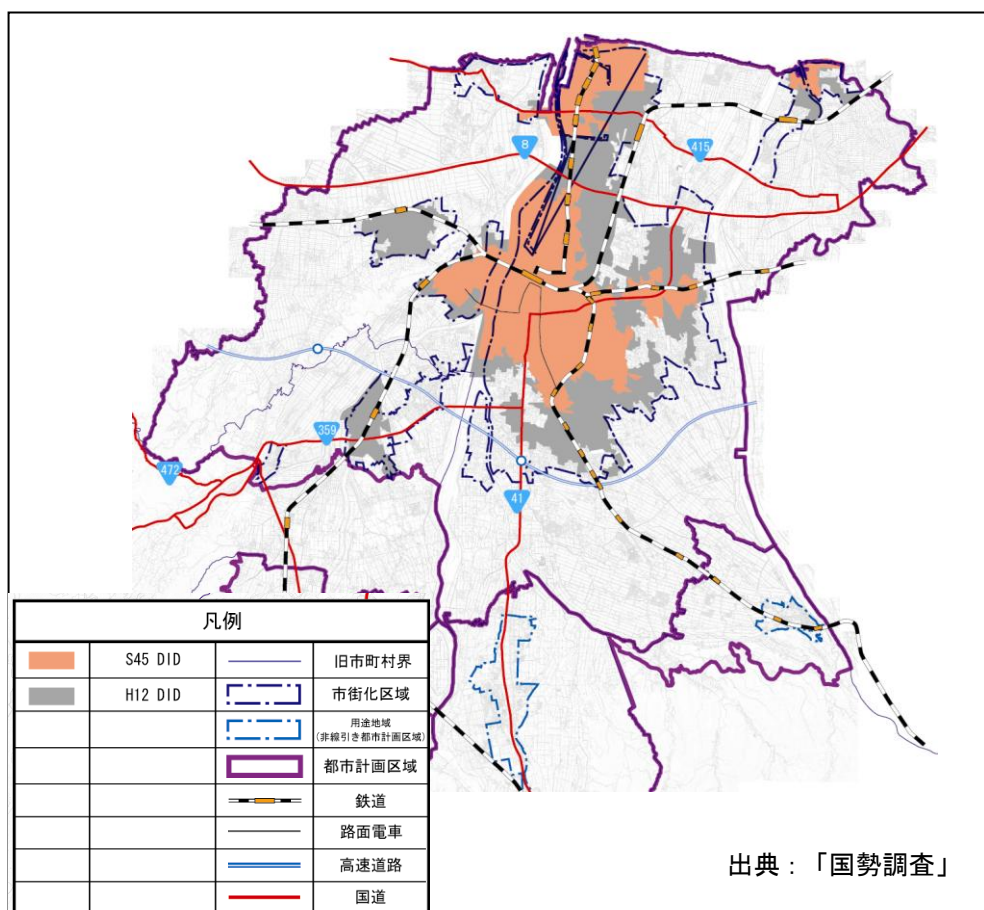 8
415
359
472
41
凡例
S45 DID
旧市町村界
H12 DID
市街化区域
用途地域
(非線引き都市計画区域)
都市計画区域
鉄道
路面電車
高速道路
国道
出典：「国勢調査」